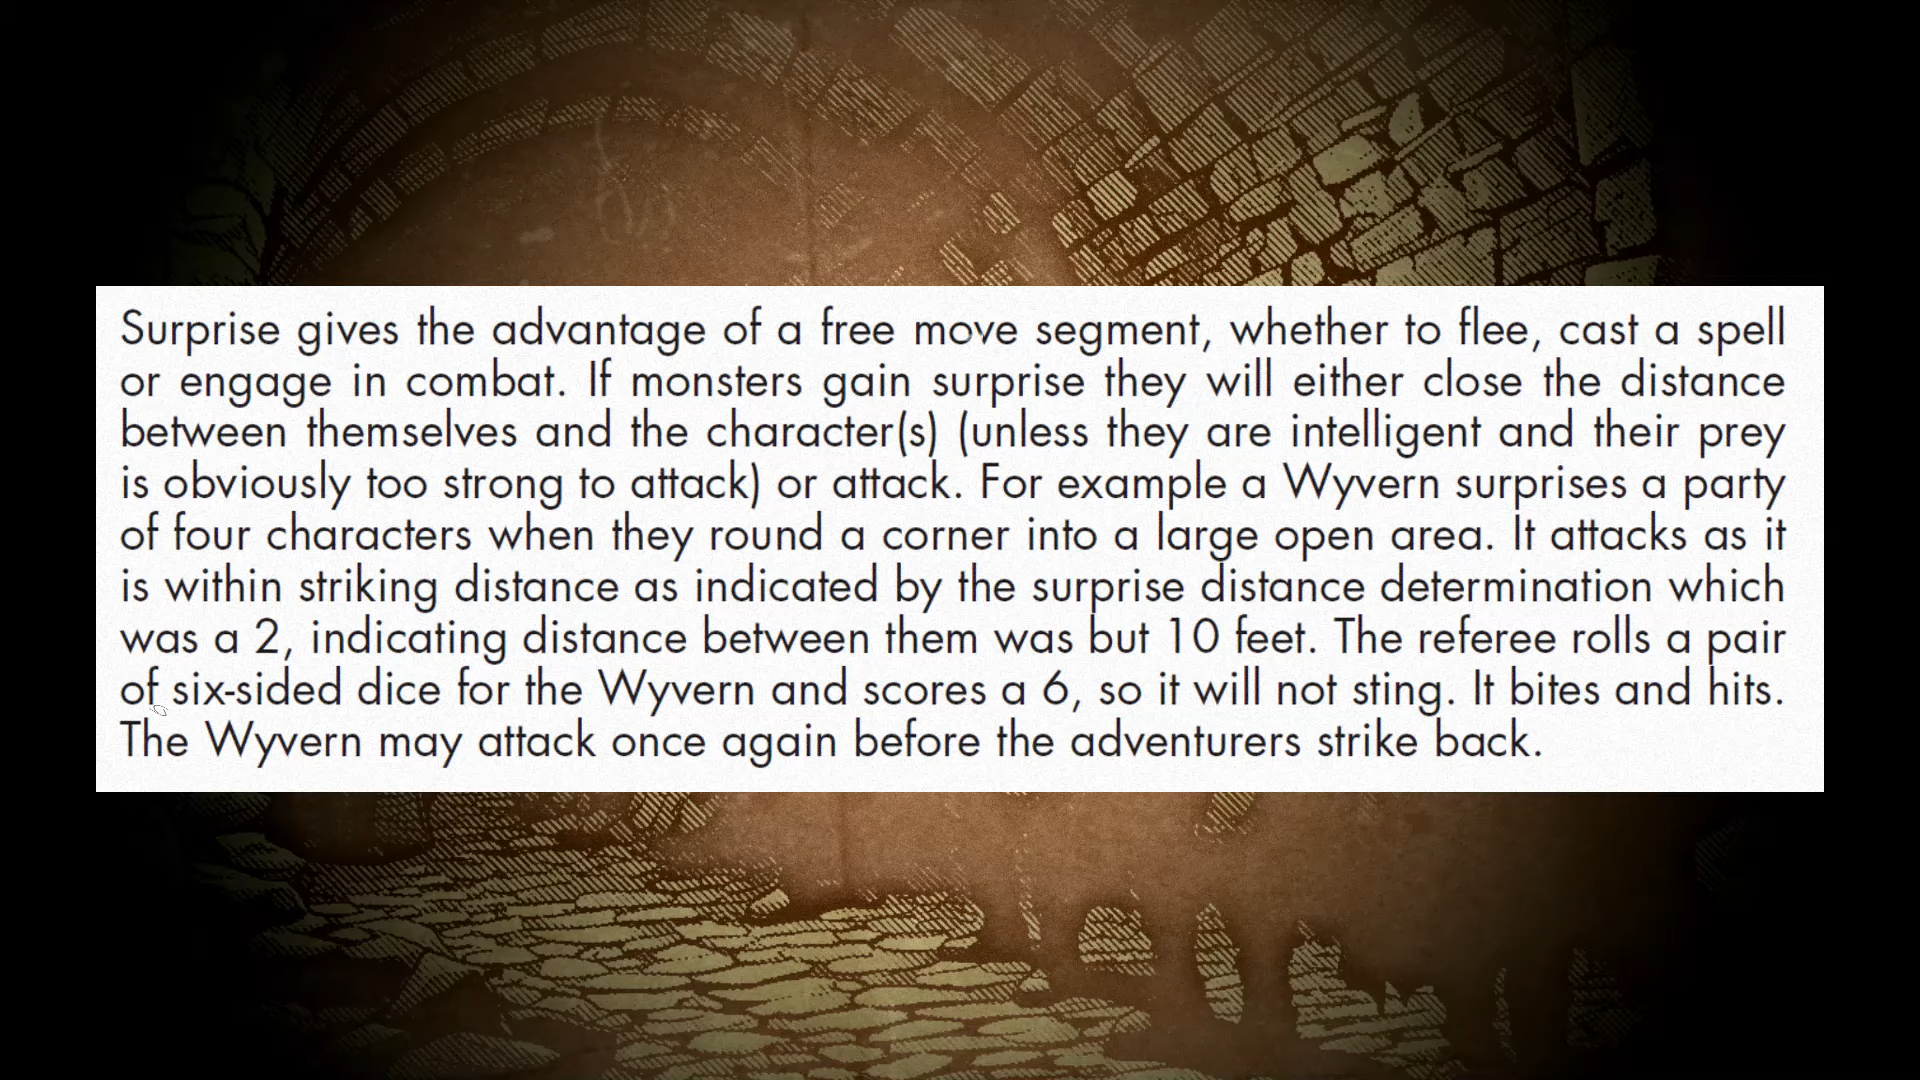 Surprise gives the advantage of a free move segment, whether to flee, cast a spell
or engage in combat. If monsters gain surprise they will either close the distance
between themselves and the character(s) (unless they are intelligent and their prey
is obviously too strong to attack) or attack. For example a Wyvern surprises a party
of four characters when they round a corner into a large open area. It attacks as it
is within striking distance as indicated by the surprise distance determination which
was a 2, indicating distance between them was but 10 feet. The referee rolls a pair
of six-sided dice for the Wyvern and scores a 6, so it will not sting. It bites and hits.
The Wyvern may attack once again before the adventurers strike back.